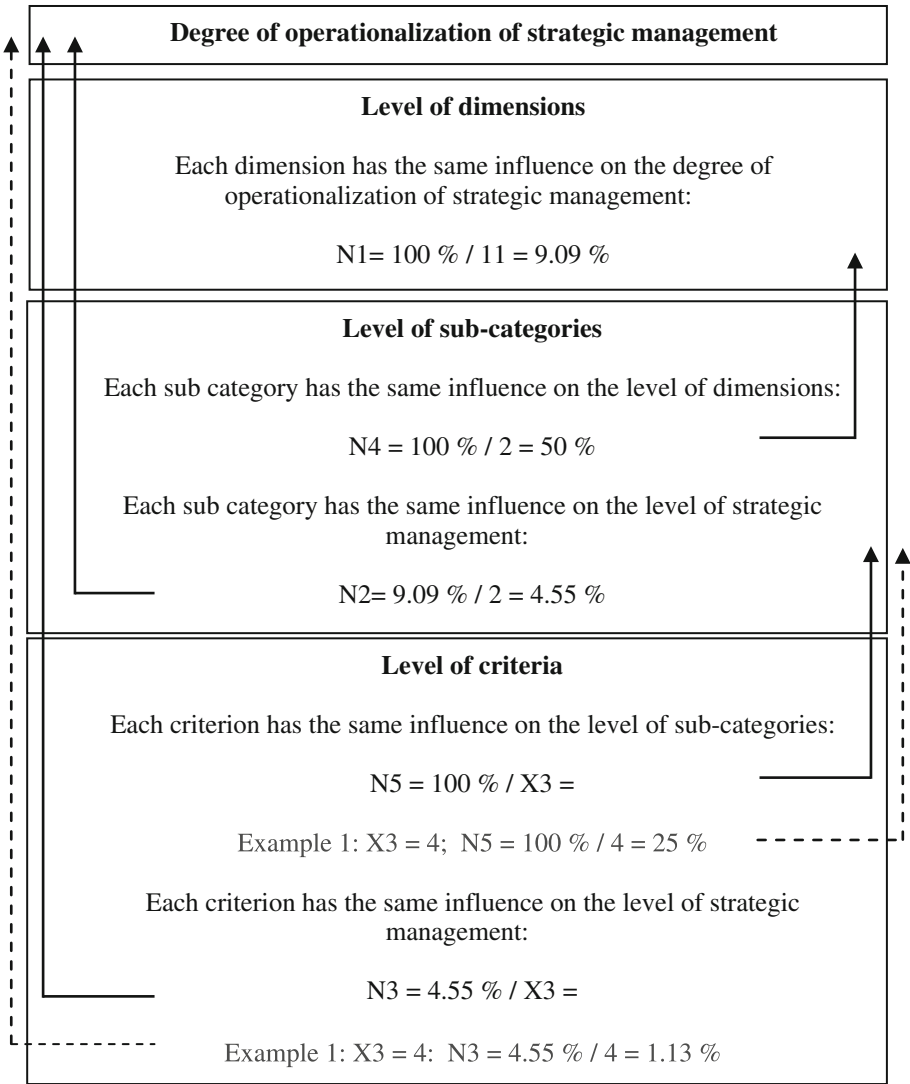 Degree of operationalization of strategic management
Level of dimensions
Each dimension has the same influence on the degree of
operationalization of strategic management:
N1= 100 % / 11 = 9.09 %
Level of sub-categories
Each sub category has the same influence on the level of dimensions:
N4 = 100 % / 2 = 50 %
Each sub category has the same influence on the level of strategic
management:
N2= 9.09 % / 2 = 4.55 %
Level of criteria
Each criterion has the same influence on the level of sub-categories:
N5 = 100 % / X3 =
Example 1: X3 = 4;  N5 = 100 % / 4 = 25 %
Each criterion has the same influence on the level of strategic
management:
N3 = 4.55 % / X3 =
Example 1: X3 = 4:  N3 = 4.55 % / 4 = 1.13 %